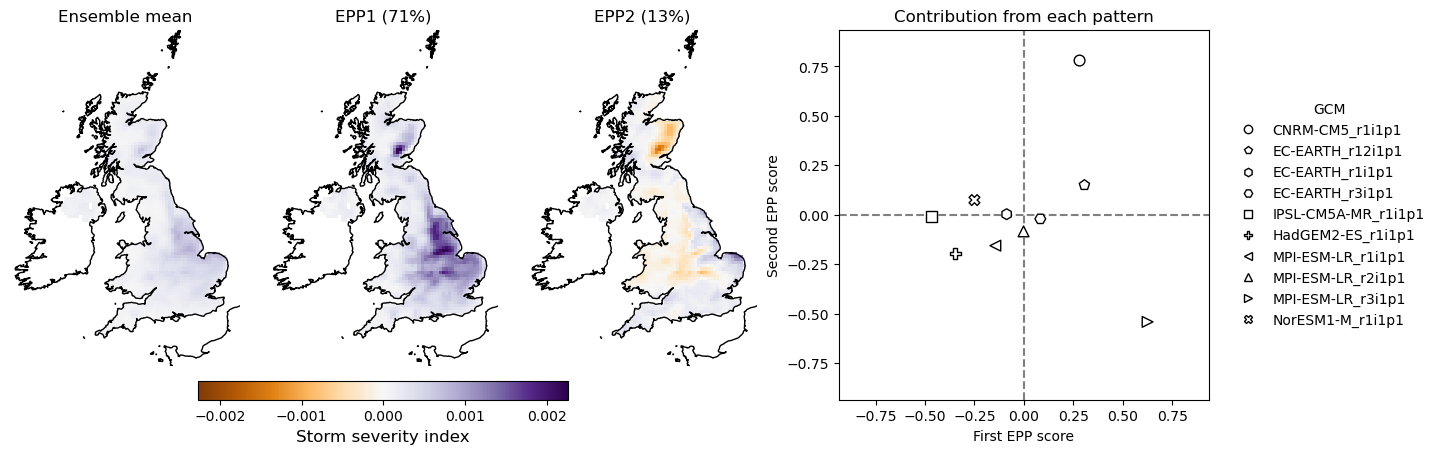 Ensemble mean
EPP1 (71%)
EPP2 (13%)
−0.002 −0.001 0.000 0.001 0.002
Storm severity index
Contribution from each pattern
Second EPP score
0.75
0.50
0.25
0.00
−0.25
−0.50
−0.75
−0.75 −0.50 −0.25 0.00 0.25 0.50 0.75
First EPP score
GCM
CNRM-CM5_r1i1p1
EC-EARTH_r12i1p1
EC-EARTH_r1i1p1
EC-EARTH_r3i1p1
IPSL-CM5A-MR_r1i1p1
HadGEM2-ES_r1i1p1
MPI-ESM-LR_r1i1p1
MPI-ESM-LR_r2i1p1
MPI-ESM-LR_r3i1p1
NorESM1-M_r1i1p1